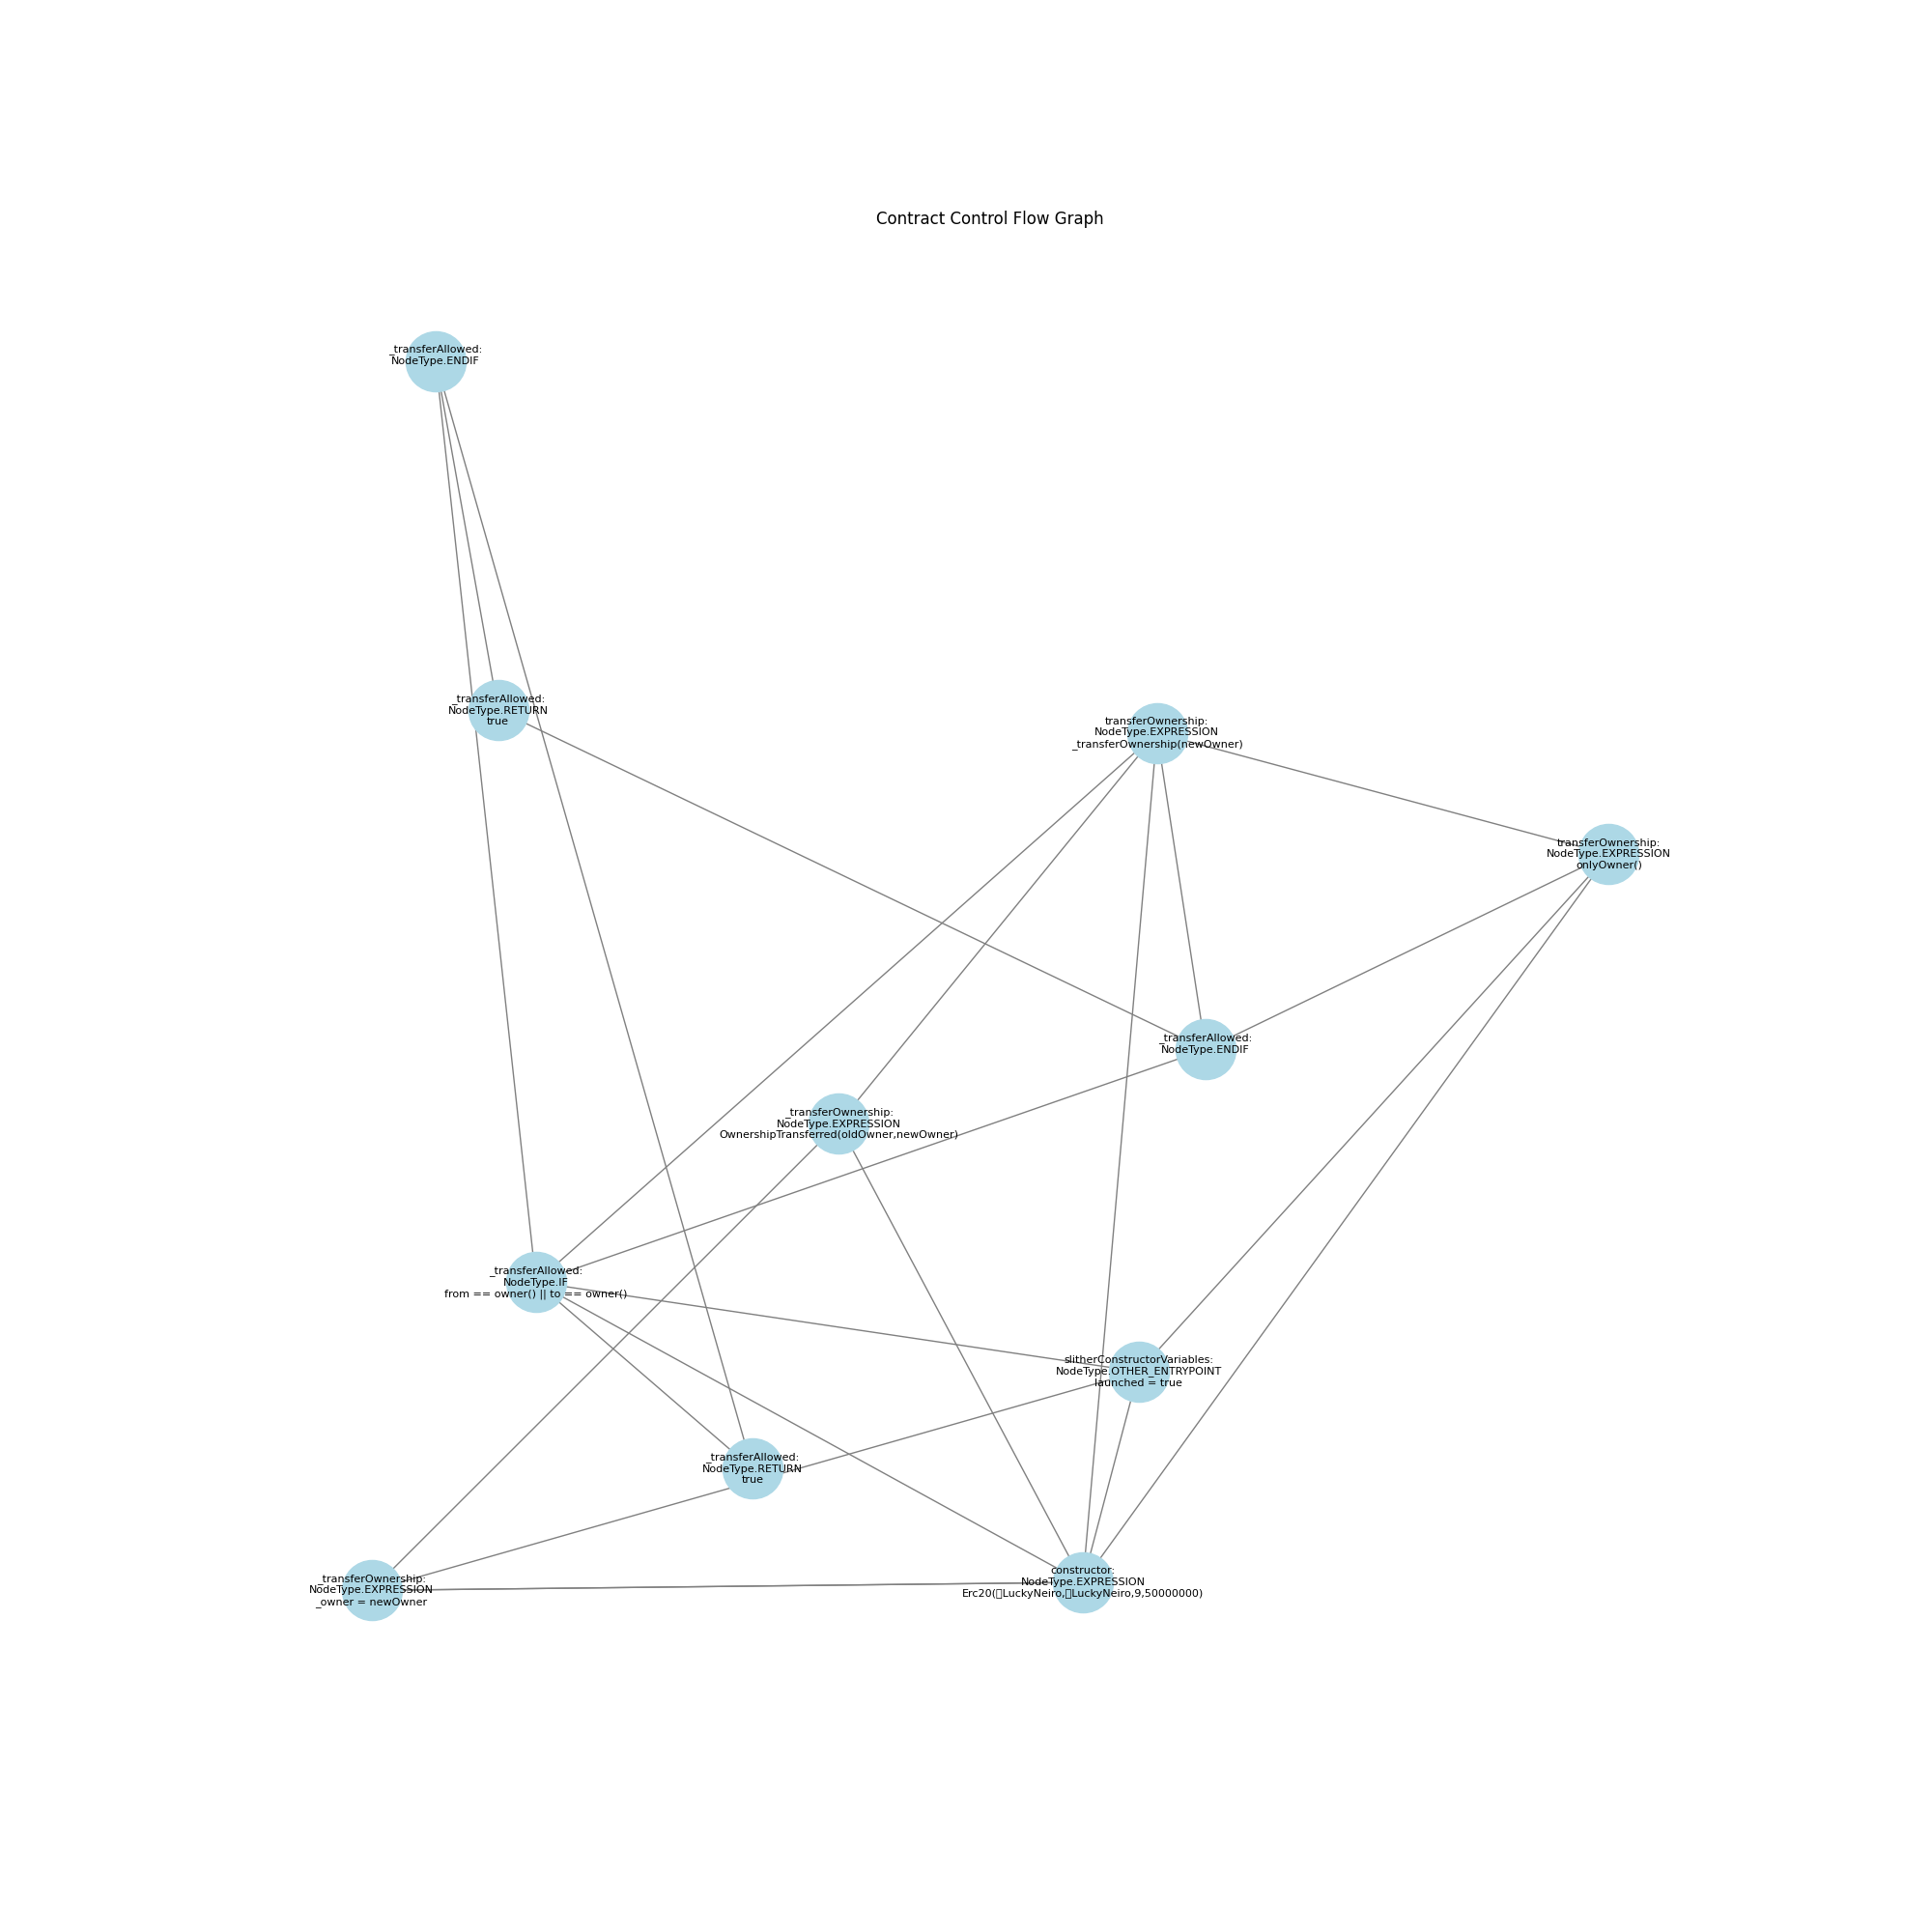 Contract Control Flow Graph
_transferAllowed:
NodeType.ENDIF
_transferAllowed:
NodeType.RETURN
true
transferOwnership:
NodeType.EXPRESSION
_transferOwnership(newOwner)
transferOwnership:
NodeType.EXPRESSION
onlyOwner()
_transferAllowed:
NodeType.ENDIF
_transferOwnership:
NodeType.EXPRESSION
OwnershipTransferred(oldOwner,newOwner)
_transferAllowed:
NodeType.IF
from == owner() || to == owner()
slitherConstructorVariables:
NodeType.OTHER_ENTRYPOINT
launched = true
_transferAllowed:
NodeType.RETURN
true
_transferOwnership:
NodeType.EXPRESSION
_owner = newOwner
constructor:
NodeType.EXPRESSION
Erc20(▯LuckyNeiro,▯LuckyNeiro,9,50000000)